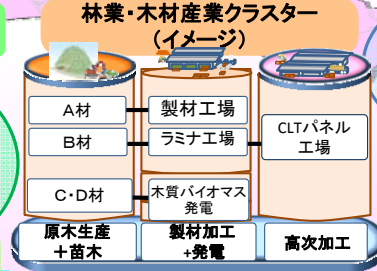 林業・木材産業クラスター
（イメージ）
A材
製材工場
B材
ラミナ工場
CLTパネル
工場
C・D材
木質バイオマス
発電
原木生産
＋苗木
製材加工
+発電
高次加工